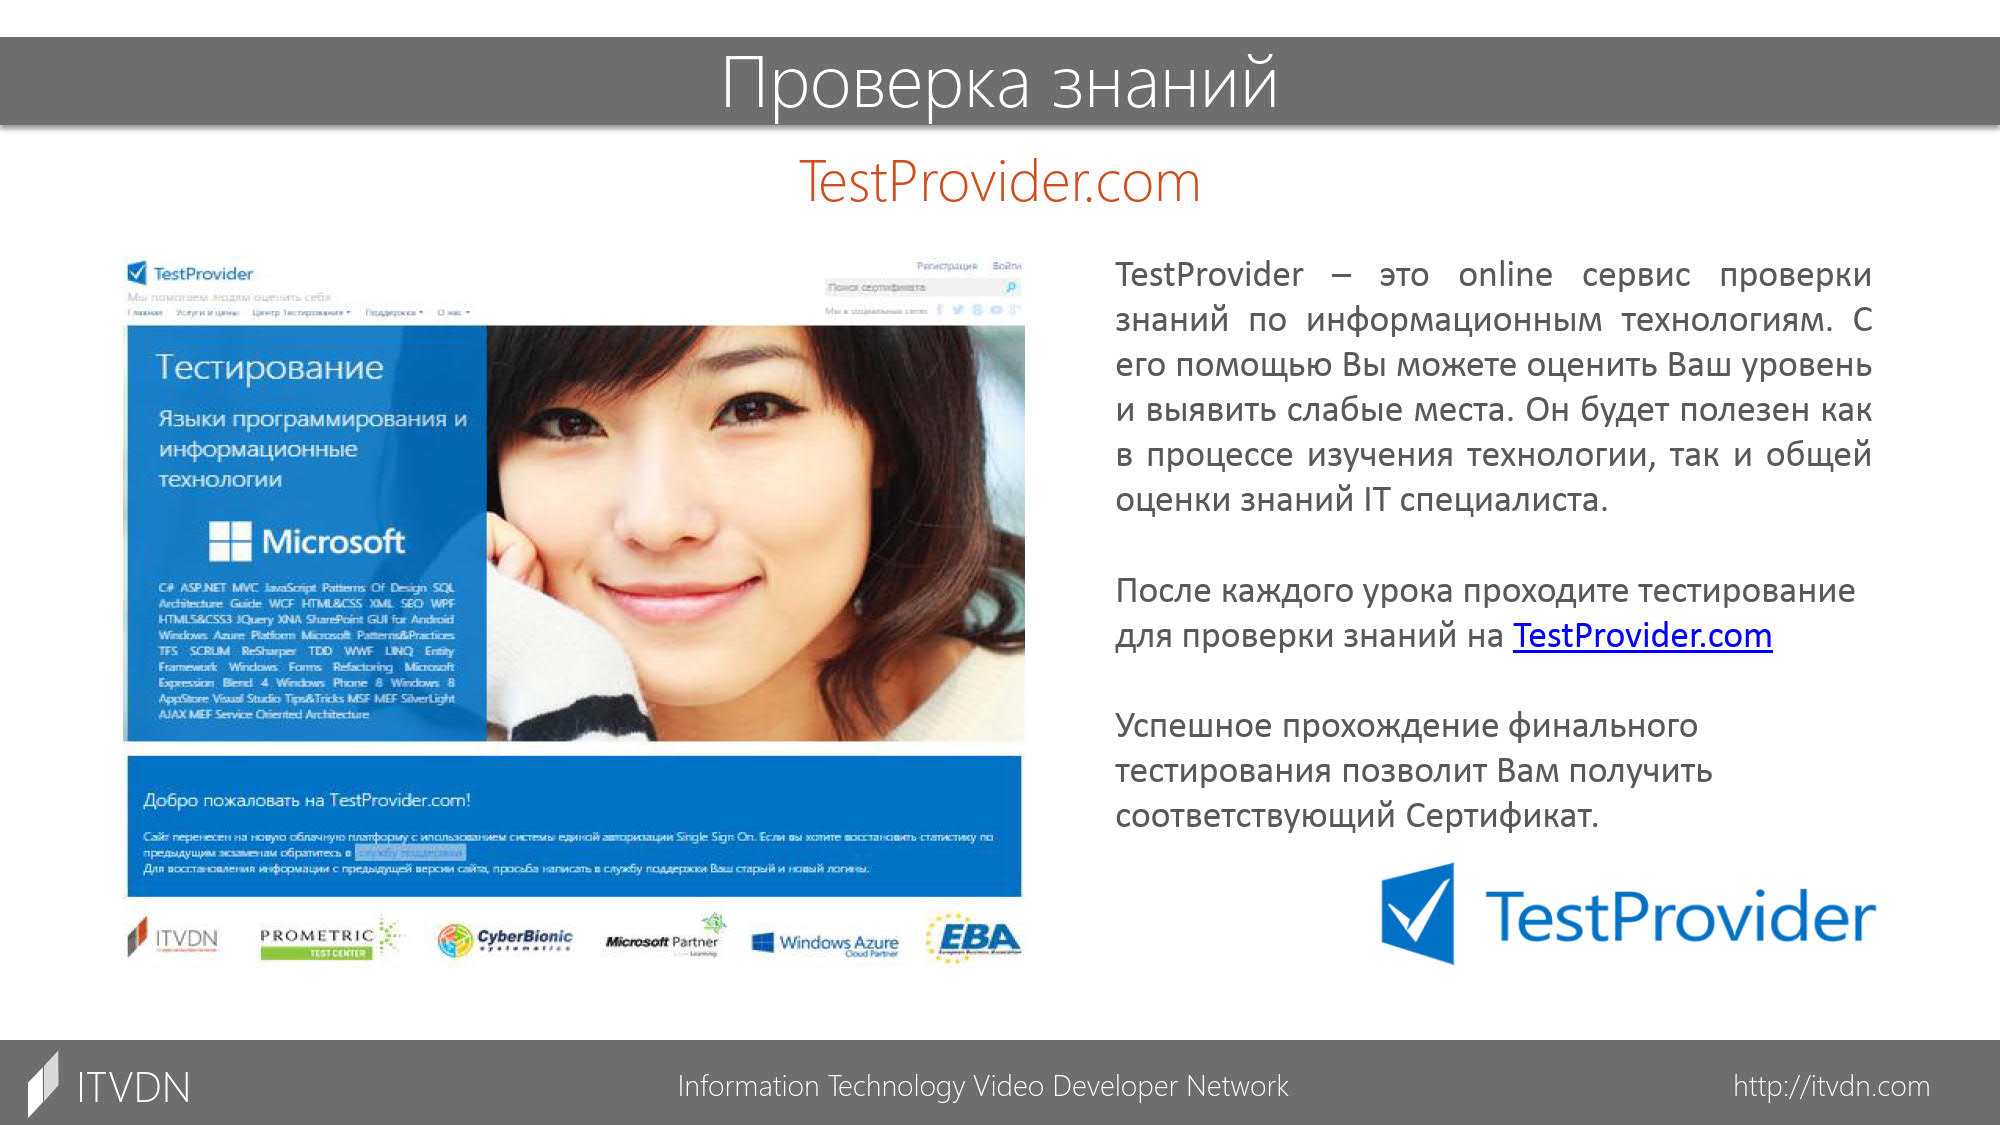 Проверка знаний
TestProvider.com
TestProvider
Мы помогаем людям оценить себя
Регистрация Войти
Поиск сертификата
Главная Услуги и цены Центр Тестирования Поддержка О нас
Мы в социальных сетях
Тестирование
Языки программирования и
информационные
технологии
Microsoft
C# ASP.NET MVC JavaScript Patterns Of Design SQL
Architecture Guide WCF HTML&CSS XML SEO WPF
HTML5&CSS3 JQuery XNA SharePoint GUI for Android
Windows Azure Platform Microsoft Patterns&Practices
TFS SCRUM ReSharper TDD WWF LINQ Entity
Framework Windows Forms Refactoring Microsoft
Expression Blend 4 Windows Phone 8 Windows 8
AppStore Visual Studio Tips&Tricks MSF MEF SilverLight
AJAX MEF Service Oriented Architecture
Добро пожаловать на TestProvider.com!
Сайт перенесен на новую облачную платформу с ипользованием системы единой авторизации Single Sign On. Если вы хотите восстановить статистику по
предыдущим экзаменам обратитесь в службу поддержки
Для восстановления информации с предыдущей версии сайта, просьба написать в службу поддержки Ваш старый и новый логины.
ITVDN
PROMETRIC
TEST CENTER
CyberBionic
systematics
Microsoft Partner
Learning
Windows Azure
Cloud Partner
EBA
European Business Association
TestProvider – это online сервис проверки
знаний по информационным технологиям. С
его помощью Вы можете оценить Ваш уровень
и выявить слабые места. Он будет полезен как
в процессе изучения технологии, так и общей
оценки знаний IT специалиста.
После каждого урока проходите тестирование
для проверки знаний на TestProvider.com
Успешное прохождение финального
тестирования позволит Вам получить
соответствующий Сертификат.
TestProvider
ITVDN
Information Technology Video Developer Network
http://itvdn.com